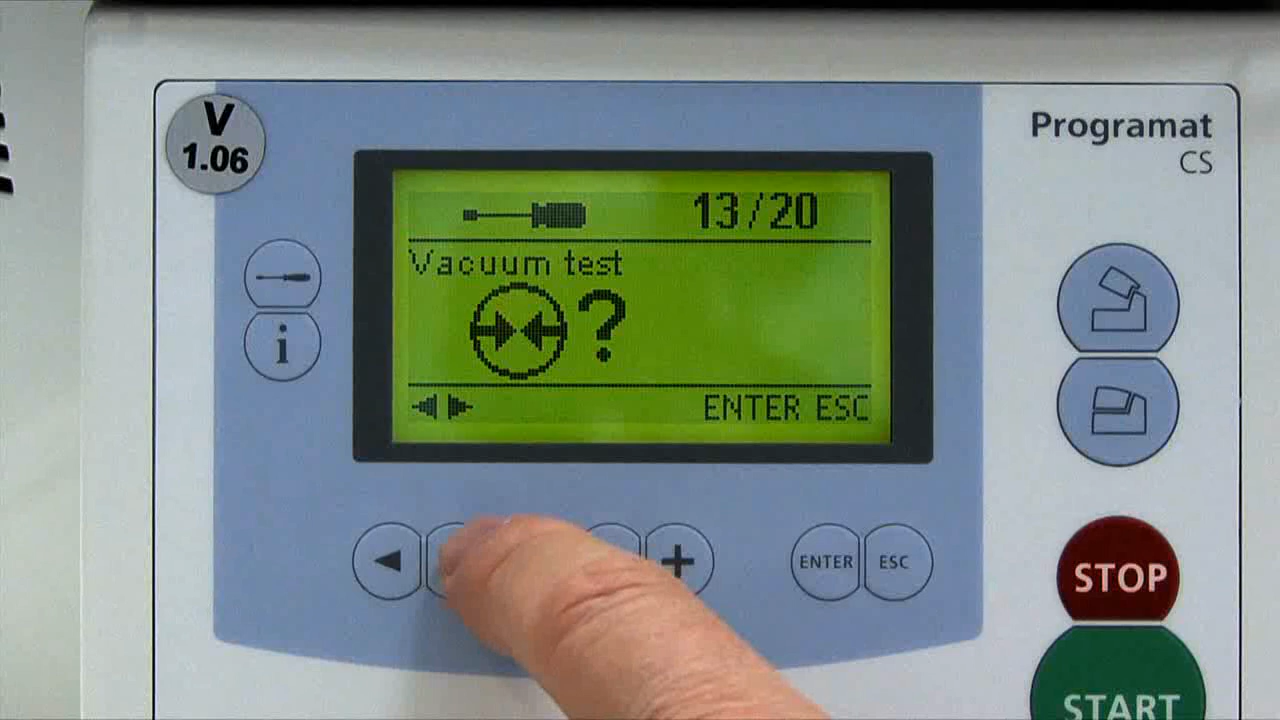 V
1.06
Programat
CS
13/20
Vacuum test
?
ENTER ESC
i
+
ENTER ESC
STOP
START